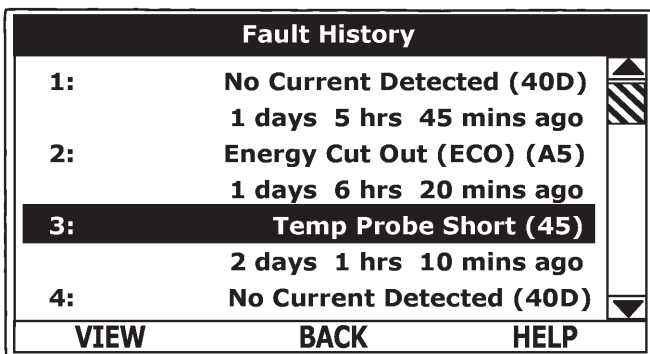 Fault History
1: No Current Detected (40D)
1 days 5 hrs 45 mins ago
2: Energy Cut Out (ECO) (A5)
1 days 6 hrs 20 mins ago
3: Temp Probe Short (45)
2 days 1 hrs 10 mins ago
4: No Current Detected (40D)
VIEW BACK HELP